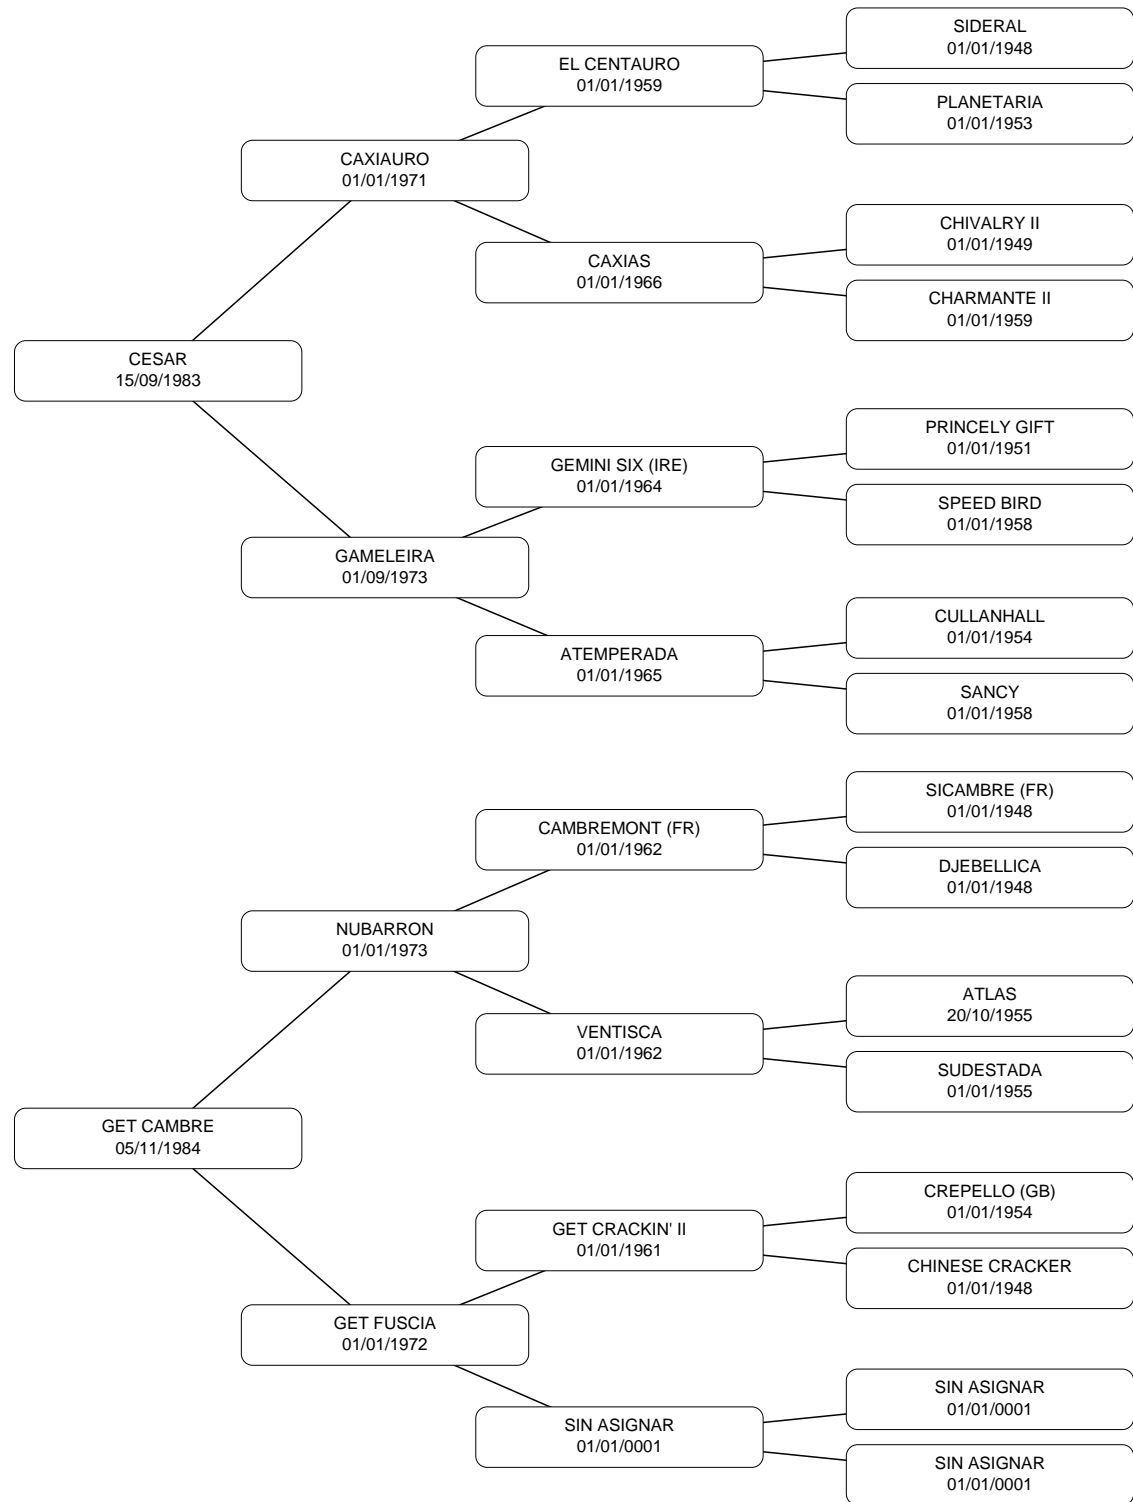 SIDERAL
01/01/1948
EL CENTAURO
01/01/1959
PLANETARIA
01/01/1953
CAXIAURO
01/01/1971
CHIVALRY II
01/01/1949
CAXIAS
01/01/1966
CHARMANTE II
01/01/1959
CESAR
15/09/1983
PRINCELY GIFT
01/01/1951
GEMINI SIX (IRE)
01/01/1964
SPEED BIRD
01/01/1958
GAMELEIRA
01/09/1973
CULLANHALL
01/01/1954
ATEMPERADA
01/01/1965
SANCY
01/01/1958
SICAMBRE (FR)
01/01/1948
CAMBREMONT (FR)
01/01/1962
DJEBELLICA
01/01/1948
NUBARRON
01/01/1973
ATLAS
20/10/1955
VENTISCA
01/01/1962
SUDESTADA
01/01/1955
GET CAMBRE
05/11/1984
CREPELLO (GB)
01/01/1954
GET CRACKIN' II
01/01/1961
CHINESE CRACKER
01/01/1948
GET FUSCIA
01/01/1972
SIN ASIGNAR
01/01/0001
SIN ASIGNAR
01/01/0001
SIN ASIGNAR
01/01/0001